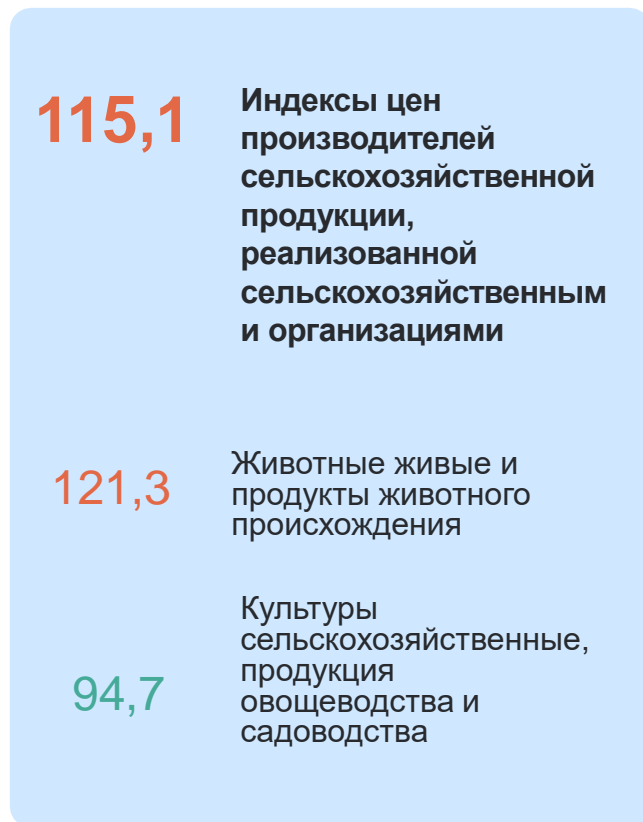 115,1
Индексы цен
производителей
сельскохозяйственной
продукции,
реализованной
сельскохозяйственным
и организациями
121,3
Животные живые и
продукты животного
происхождения
94,7
Культуры
сельскохозяйственные,
продукция
овощеводства и
садоводства